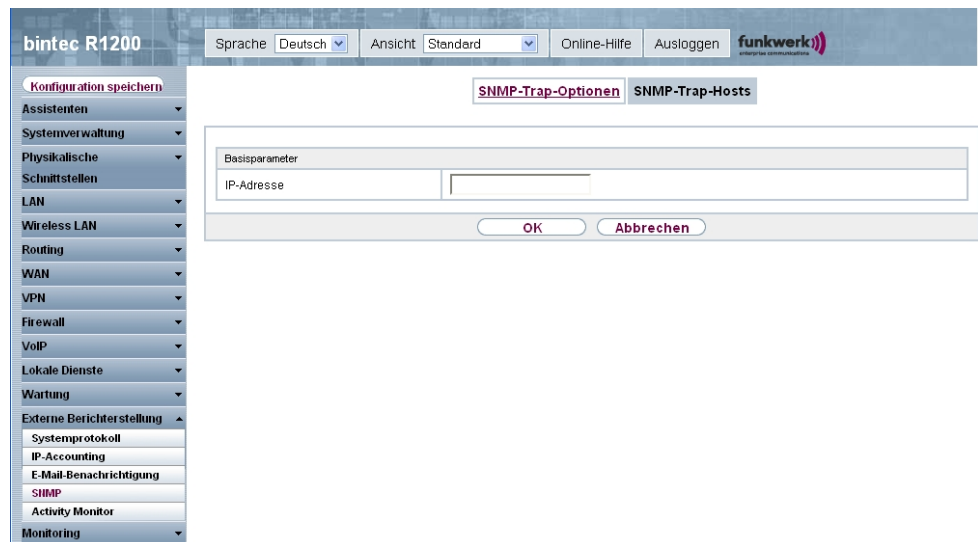 bintec R1200
Sprache Deutsch Ansicht Standard Online-Hilfe Ausloggen funkwerk
enterprise communications
Konfiguration speichern
Assistenten
Systemverwaltung
Physikalische
Schnittstellen
LAN
Wireless LAN
Routing
WAN
VPN
Firewall
VoIP
Lokale Dienste
Wartung
Externe Berichterstellung
Systemprotokoll
IP-Accounting
E-Mail-Benachrichtigung
SNMP
Activity Monitor
Monitoring
SNMP-Trap-Optionen SNMP-Trap-Hosts
Basisparameter
IP-Adresse
OK Abbrechen